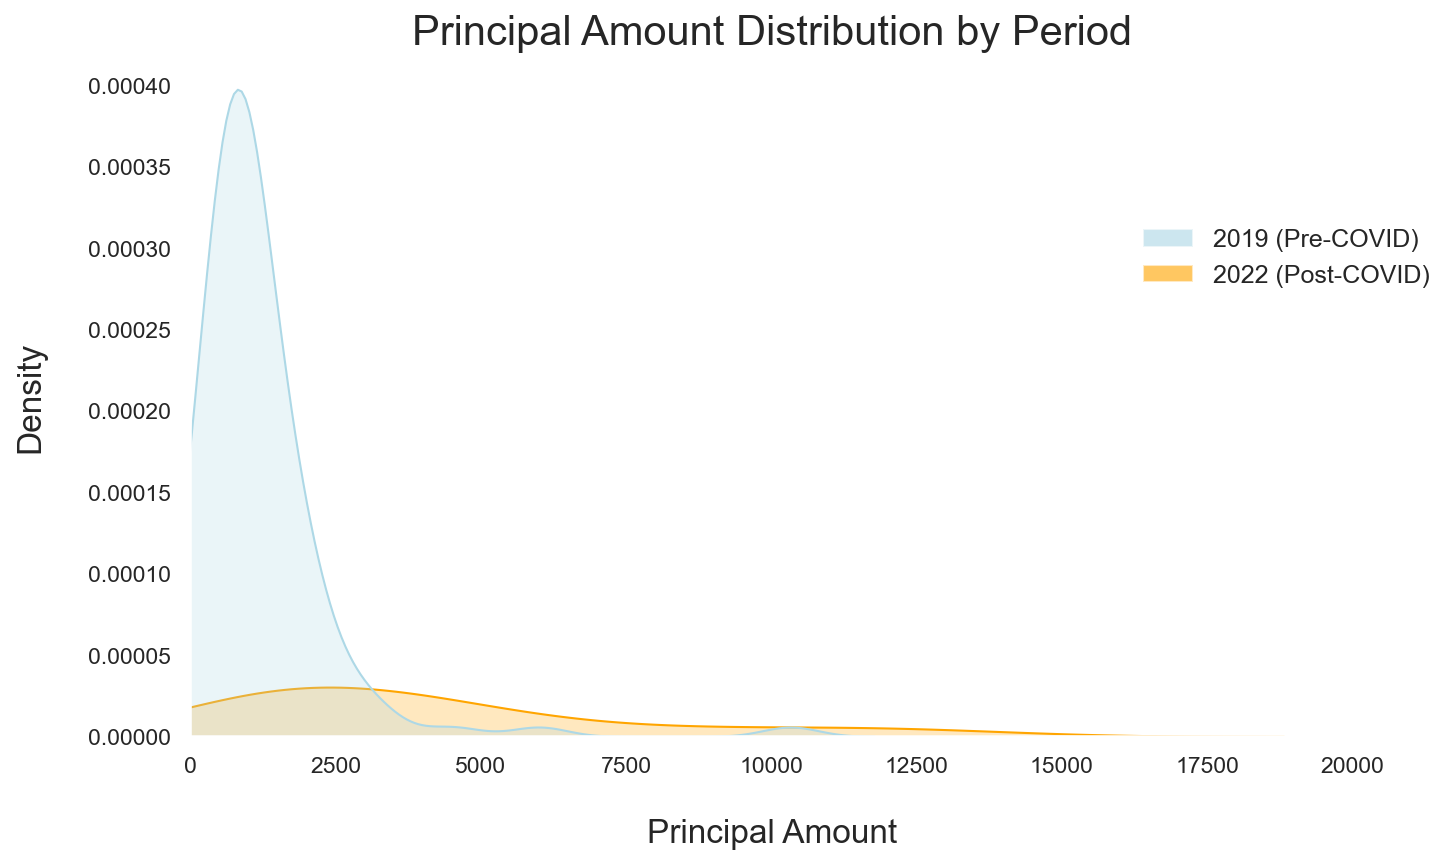 Principal Amount Distribution by Period
0.00040
0.00035
0.00030
0.00025
0.00020
0.00015
0.00010
0.00005
0.00000
Density
2019 (Pre-COVID)
2022 (Post-COVID)
0 2500 5000 7500 10000 12500 15000 17500 20000
Principal Amount